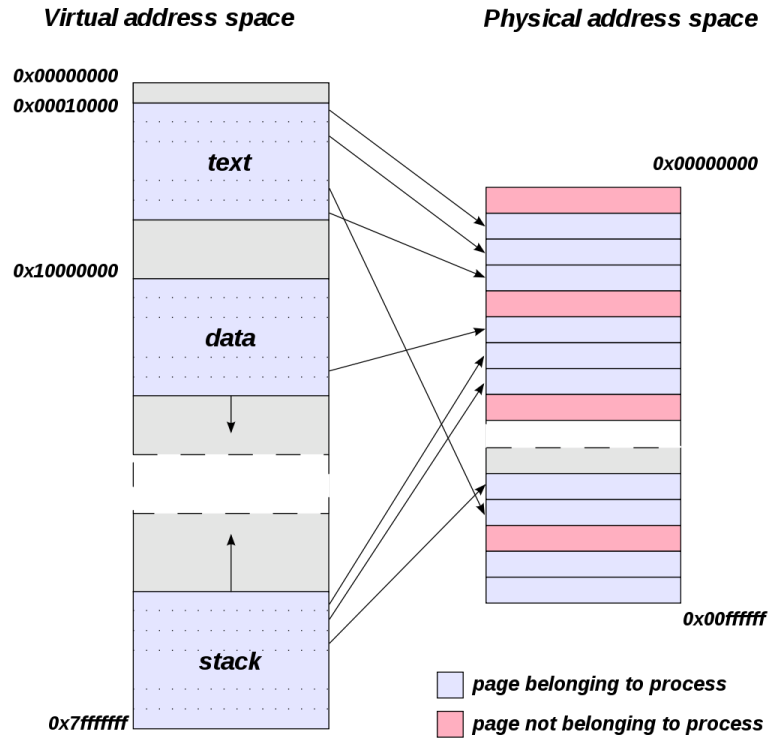 Virtual address space
Physical address space
0x00000000
0x00010000
text
0x00000000
0x10000000
data
stack
0x00ffffff
page belonging to process
0x7fffffff
page not belonging to process